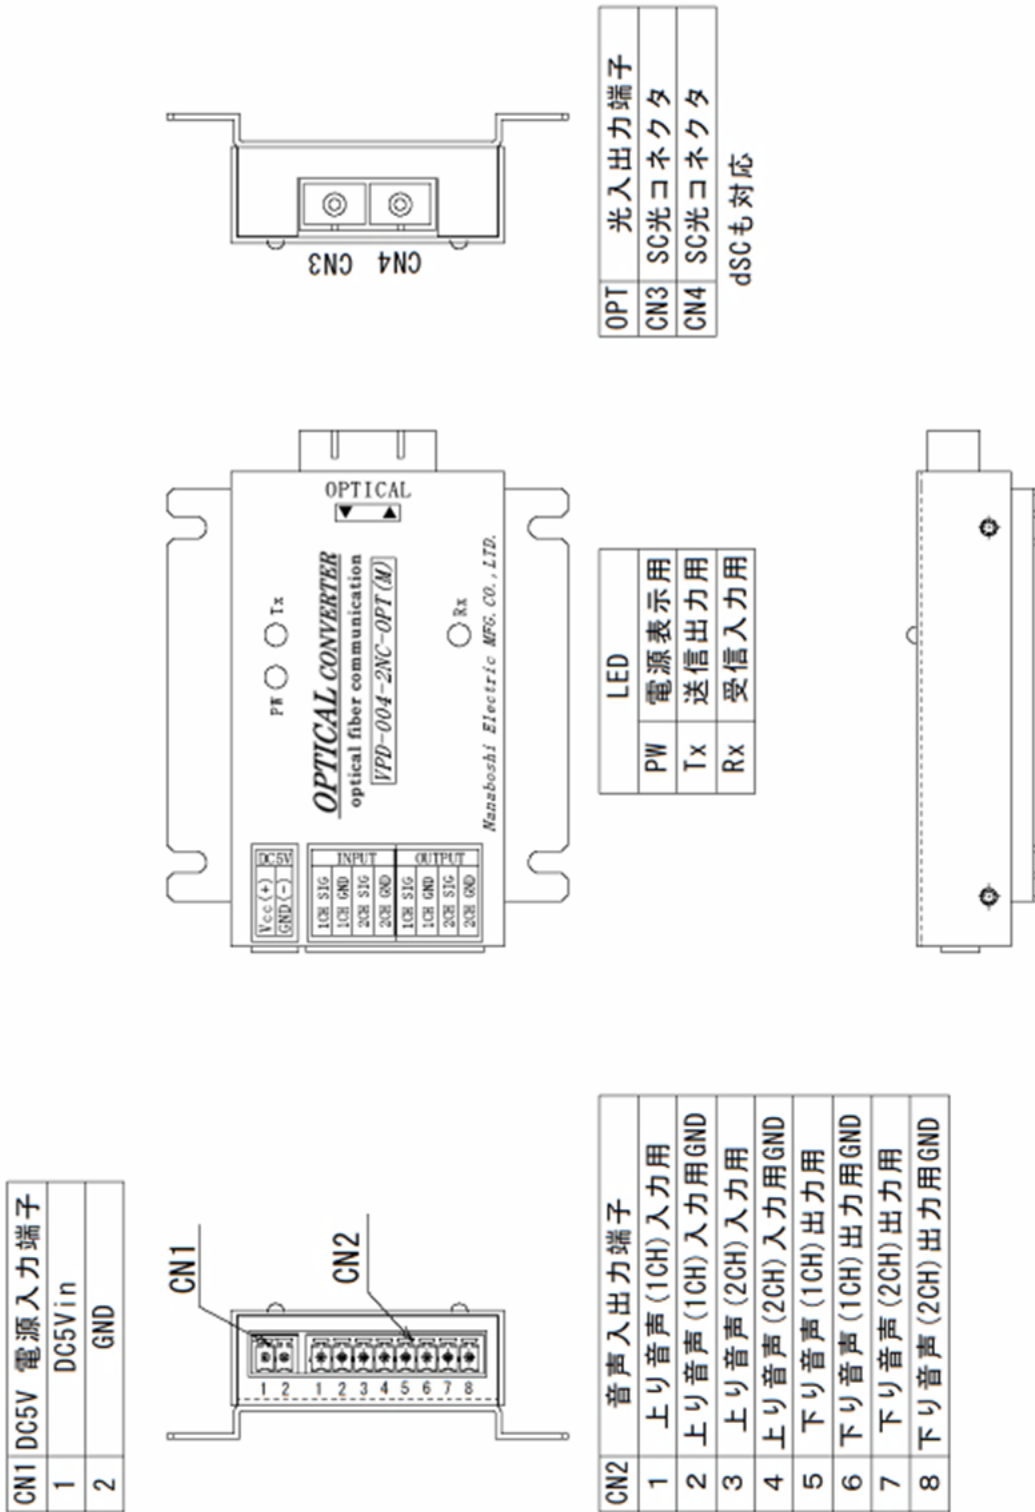 CN1 DC5V 電源入力端子
1 DC5Vin
2 GND
CN1
CN2
1 2 1 2 3 4 5 6 7 8
CN2 音声入出力端子
1 上り音声(1CH)入力用
2 上り音声(1CH)入力用GND
3 上り音声(2CH)入力用
4 上り音声(2CH)入力用GND
5 下り音声(1CH)出力用
6 下り音声(1CH)出力用GND
7 下り音声(2CH)出力用
8 下り音声(2CH)出力用GND
DC5V
Vcc(+)
GND(-)
INPUT
1CH SIG
1CH GND
2CH SIG
2CH GND
OUTPUT
1CH SIG
1CH GND
2CH SIG
2CH GND
PW Tx
OPTICAL CONVERTER
optical fiber communication
VPD-004-2NC-OPT(M)
Rx
Nanaboshi Electric MFG. CO., LTD.
OPTICAL
▼ ▲
LED
PW 電源表示用
Tx 送信出力用
Rx 受信入力用
CN3 CN4
OPT 光入出力端子
CN3 SC光コネクタ
CN4 SC光コネクタ
dSCも対応